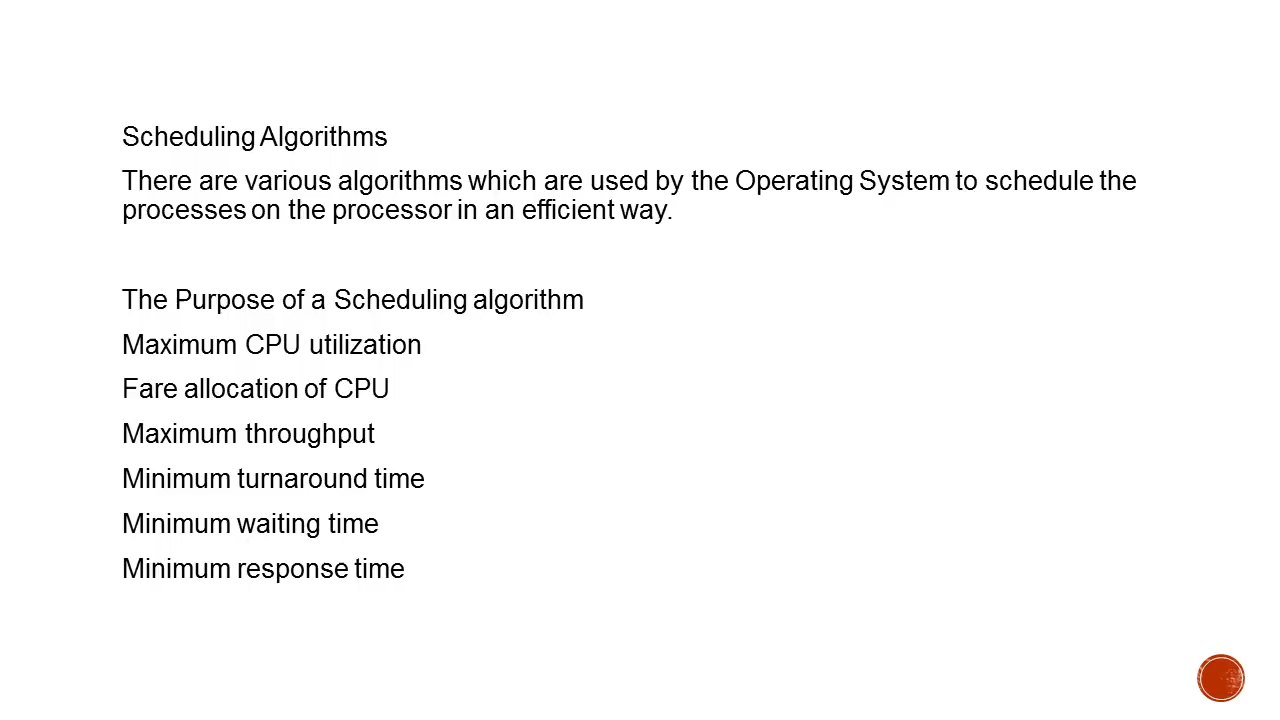 Scheduling Algorithms
There are various algorithms which are used by the Operating System to schedule the
processes on the processor in an efficient way.
The Purpose of a Scheduling algorithm
Maximum CPU utilization
Fare allocation of CPU
Maximum throughput
Minimum turnaround time
Minimum waiting time
Minimum response time